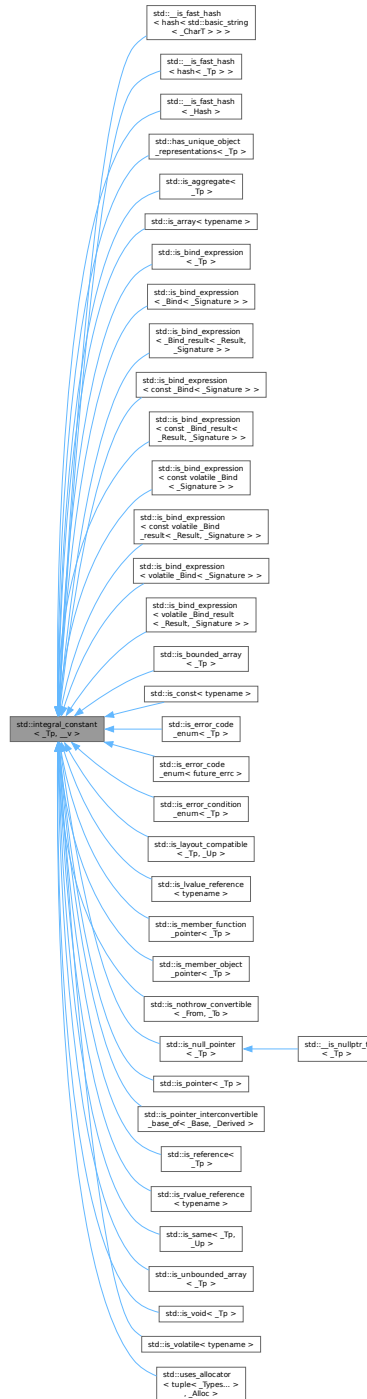 std::__is_fast_hash
< hash< std::basic_string
< _CharT > > >
std::__is_fast_hash
< hash< _Tp > >
std::__is_fast_hash
< _Hash >
std::has_unique_object
_representations< _Tp >
std::is_aggregate<
_Tp >
std::is_array< typename >
std::is_bind_expression
< _Tp >
std::is_bind_expression
< _Bind< _Signature > >
std::is_bind_expression
< _Bind_result< _Result,
_Signature > >
std::is_bind_expression
< const _Bind< _Signature > >
std::is_bind_expression
< const _Bind_result<
_Result, _Signature > >
std::is_bind_expression
< const volatile _Bind
< _Signature > >
std::is_bind_expression
< const volatile _Bind
_result< _Result, _Signature > >
std::is_bind_expression
< volatile _Bind< _Signature > >
std::is_bind_expression
< volatile _Bind_result
< _Result, _Signature > >
std::is_bounded_array
< _Tp >
std::is_const< typename >
std::integral_constant
< _Tp, __v >
std::is_error_code
_enum< _Tp >
std::is_error_code
_enum< future_errc >
std::is_error_condition
_enum< _Tp >
std::is_layout_compatible
< _Tp, _Up >
std::is_lvalue_reference
< typename >
std::is_member_function
_pointer< _Tp >
std::is_member_object
_pointer< _Tp >
std::is_nothrow_convertible
< _From, _To >
std::is_null_pointer
< _Tp >
std::__is_nullptr_t
< _Tp >
std::is_pointer< _Tp >
std::is_pointer_interconvertible
_base_of< _Base, _Derived >
std::is_reference<
_Tp >
std::is_rvalue_reference
< typename >
std::is_same< _Tp,
_Up >
std::is_unbounded_array
< _Tp >
std::is_void< _Tp >
std::is_volatile< typename >
std::uses_allocator
< tuple< _Types... >
, _Alloc >